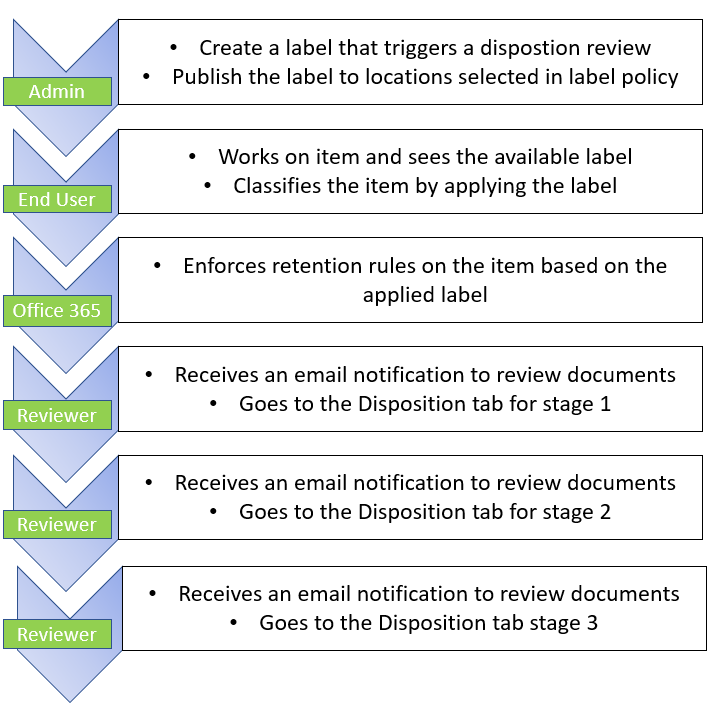 • Create a label that triggers a dispostion review
• Publish the label to locations selected in label policy
Admin
• Works on item and sees the available label
• Classifies the item by applying the label
End User
• Enforces retention rules on the item based on the
applied label
Office 365
• Receives an email notification to review documents
• Goes to the Disposition tab for stage 1
Reviewer
• Receives an email notification to review documents
• Goes to the Disposition tab for stage 2
Reviewer
• Receives an email notification to review documents
• Goes to the Disposition tab stage 3
Reviewer